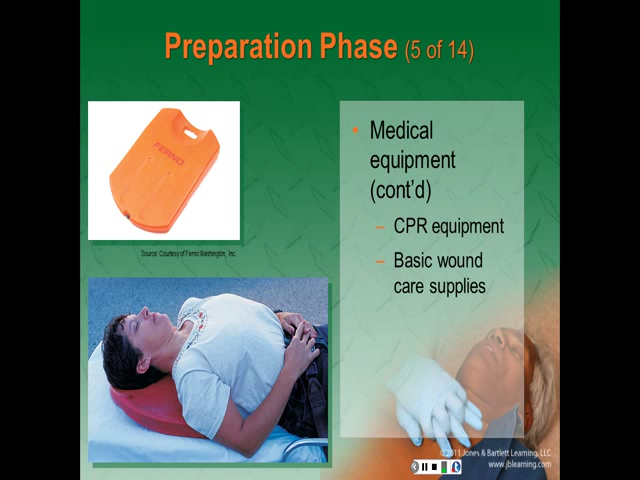 Preparation Phase (5 of 14)
FERNO
Source: Courtesy of Ferno Washington, Inc.
• Medical
equipment
(cont'd)
– CPR equipment
– Basic wound
care supplies
© 2011 Jones & Bartlett Learning, LLC
www.jblearning.com